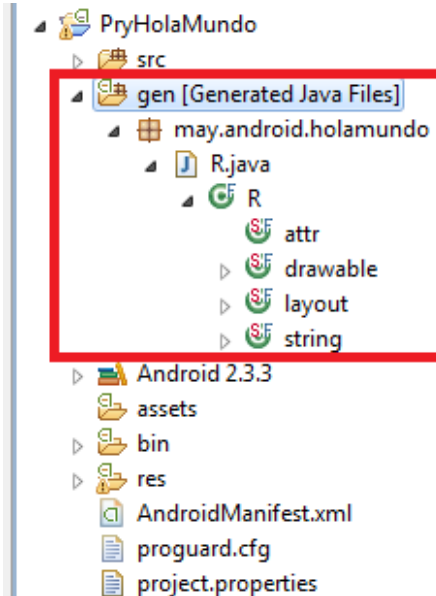 PryHolaMundo
src
gen [Generated Java Files]
may.android.holamundo
R.java
R
attr
drawable
layout
string
Android 2.3.3
assets
bin
res
AndroidManifest.xml
proguard.cfg
project.properties